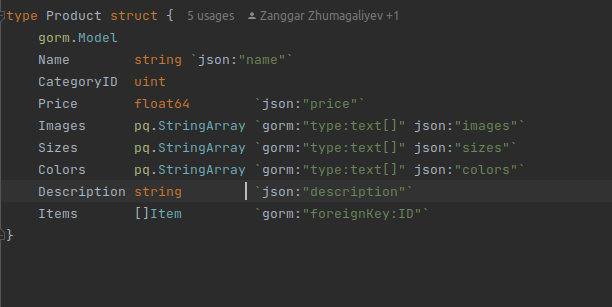 type Product struct { 5 usages Zanggar Zhumagaliyev +1
gorm.Model
Name string `json:"name"`
CategoryID uint
Price float64 `json:"price"`
Images pq.StringArray `gorm:"type:text[]" json:"images"`
Sizes pq.StringArray `gorm:"type:text[]" json:"sizes"`
Colors pq.StringArray `gorm:"type:text[]" json:"colors"`
Description string `json:"description"`
Items []Item `gorm:"foreignKey:ID"`
}